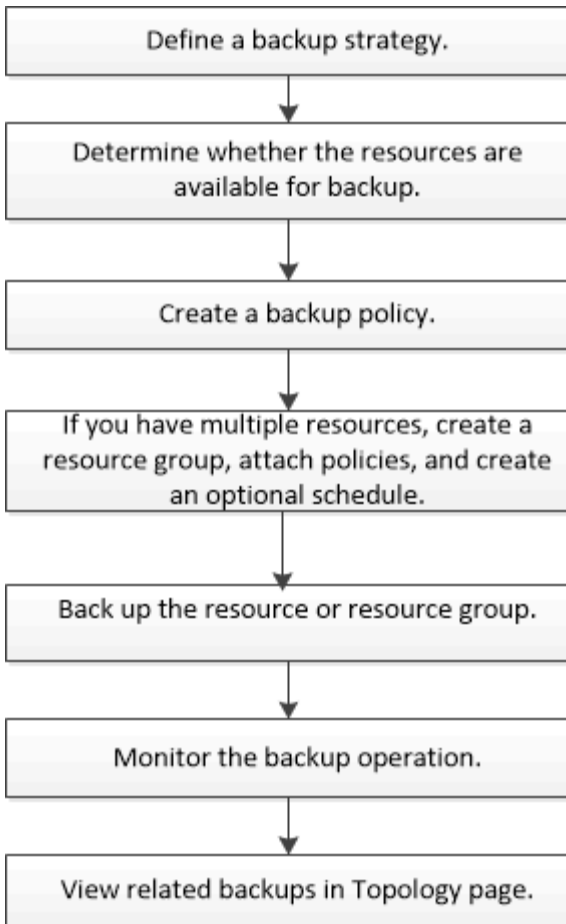 Define a backup strategy.
Determine whether the resources are
available for backup.
Create a backup policy.
If you have multiple resources, create a
resource group, attach policies, and create
an optional schedule.
Back up the resource or resource group.
Monitor the backup operation.
View related backups in Topology page.